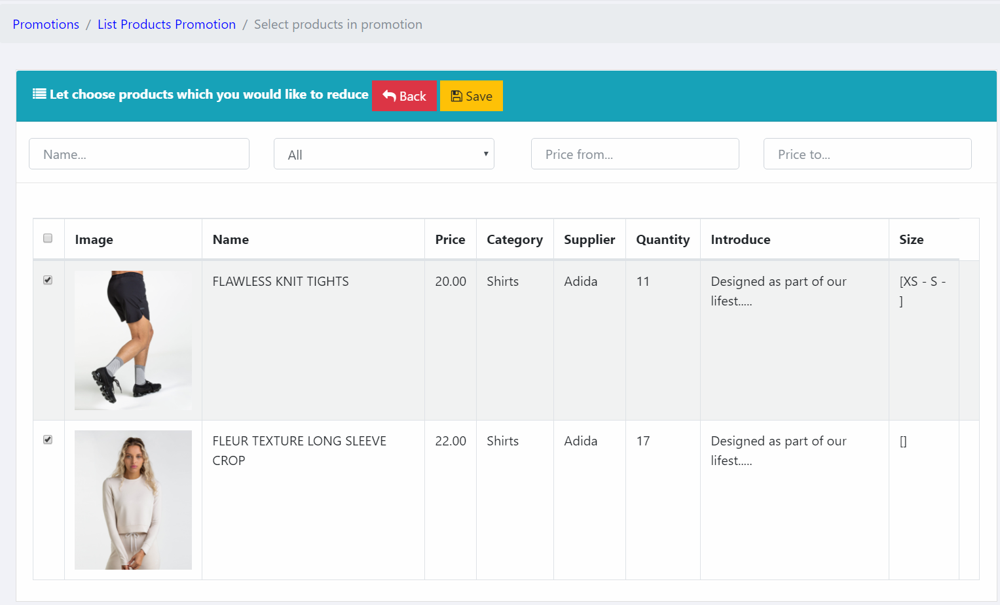 Promotions / List Products Promotion / Select products in promotion
Let choose products which you would like to reduce Back Save
Name... All Price from... Price to...
Image Name Price Category Supplier Quantity Introduce Size
FLAWLESS KNIT TIGHTS 20.00 Shirts Adida 11 Designed as part of our [XS - S -
lifest..... ]
FLEUR TEXTURE LONG SLEEVE 22.00 Shirts Adida 17 Designed as part of our []
CROP lifest.....